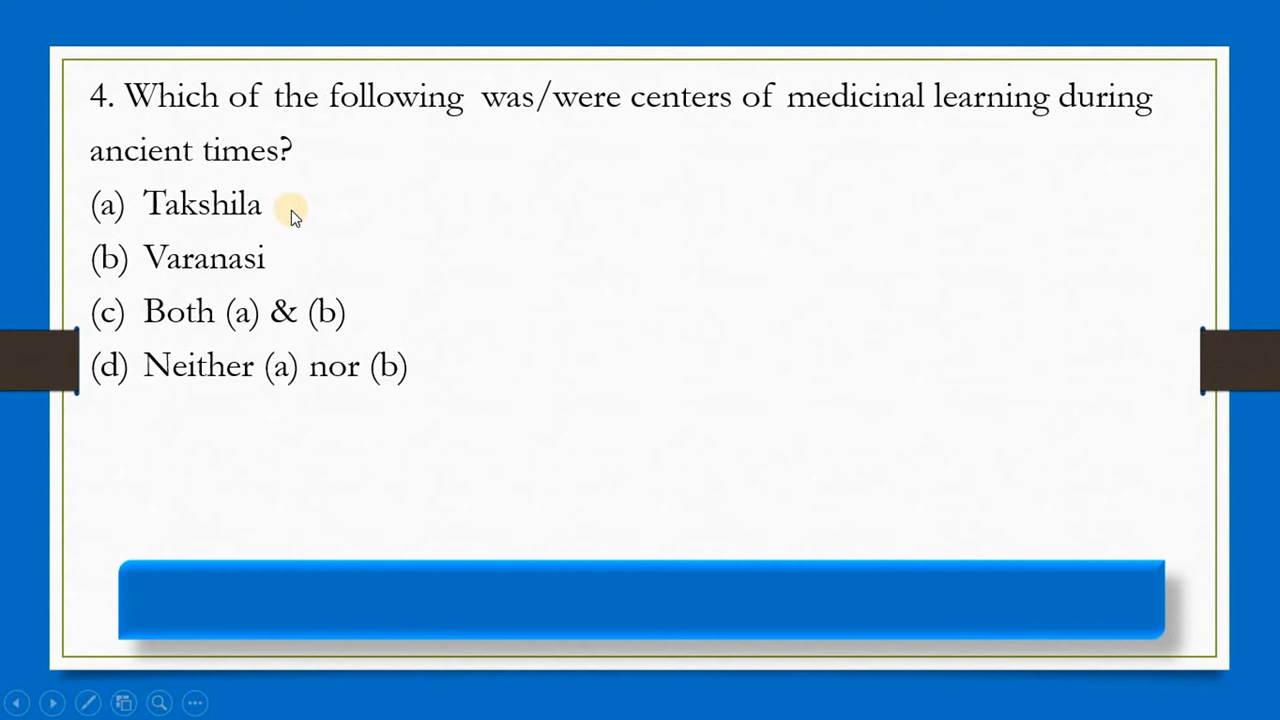 4. Which of the following was/were centers of medicinal learning during
ancient times?
(a) Takshila
(b) Varanasi
(c) Both (a) & (b)
(d) Neither (a) nor (b)